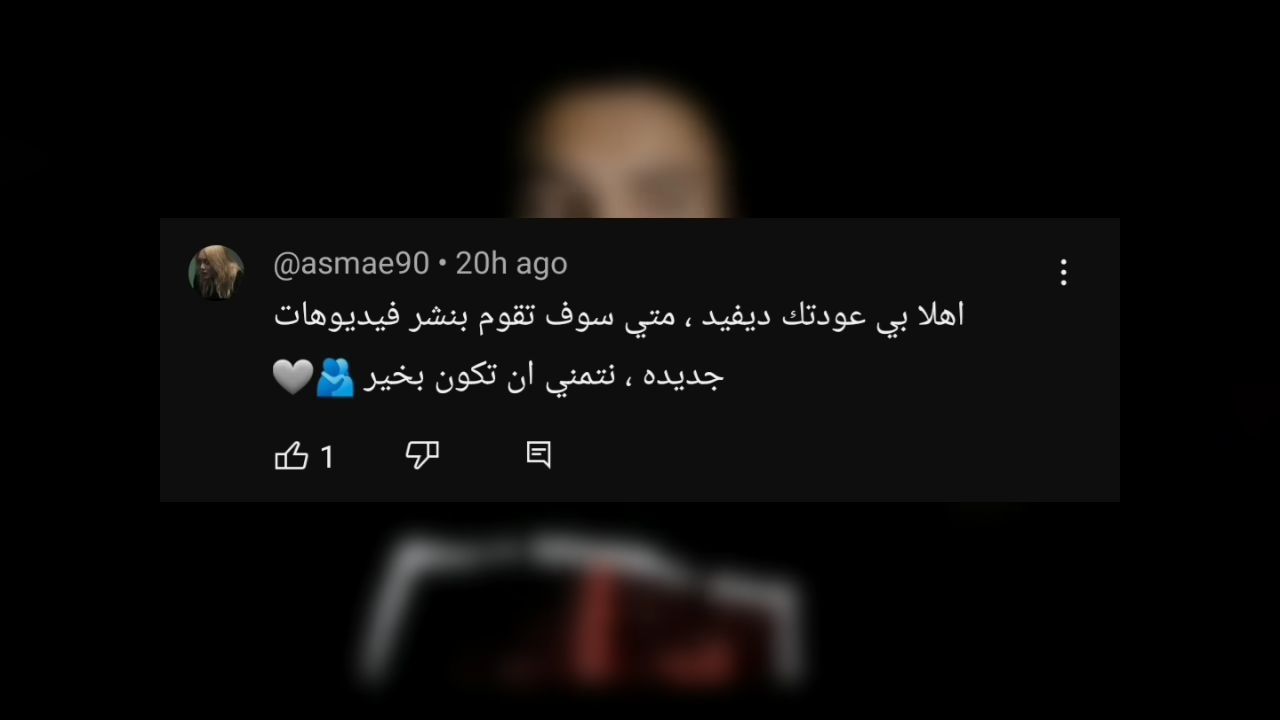 @asmae90 • 20h ago
اهلا بي عودتك ديفيد ، متي سوف تقوم بنشر فيديوهات
جديده ، نتمني ان تكون بخير 🫂🩶
1